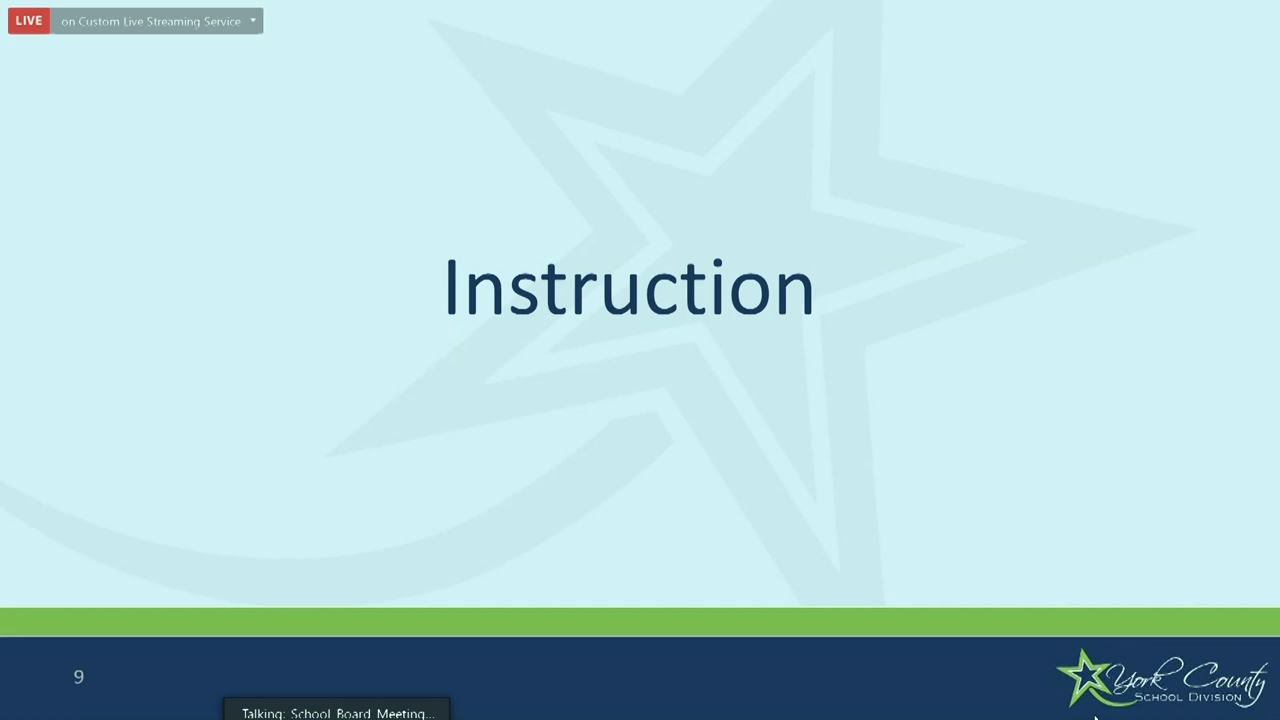 LIVE on Custom Live Streaming Service
Instruction
9
York County
SCHOOL DIVISION
Talking: School Board Meeting...